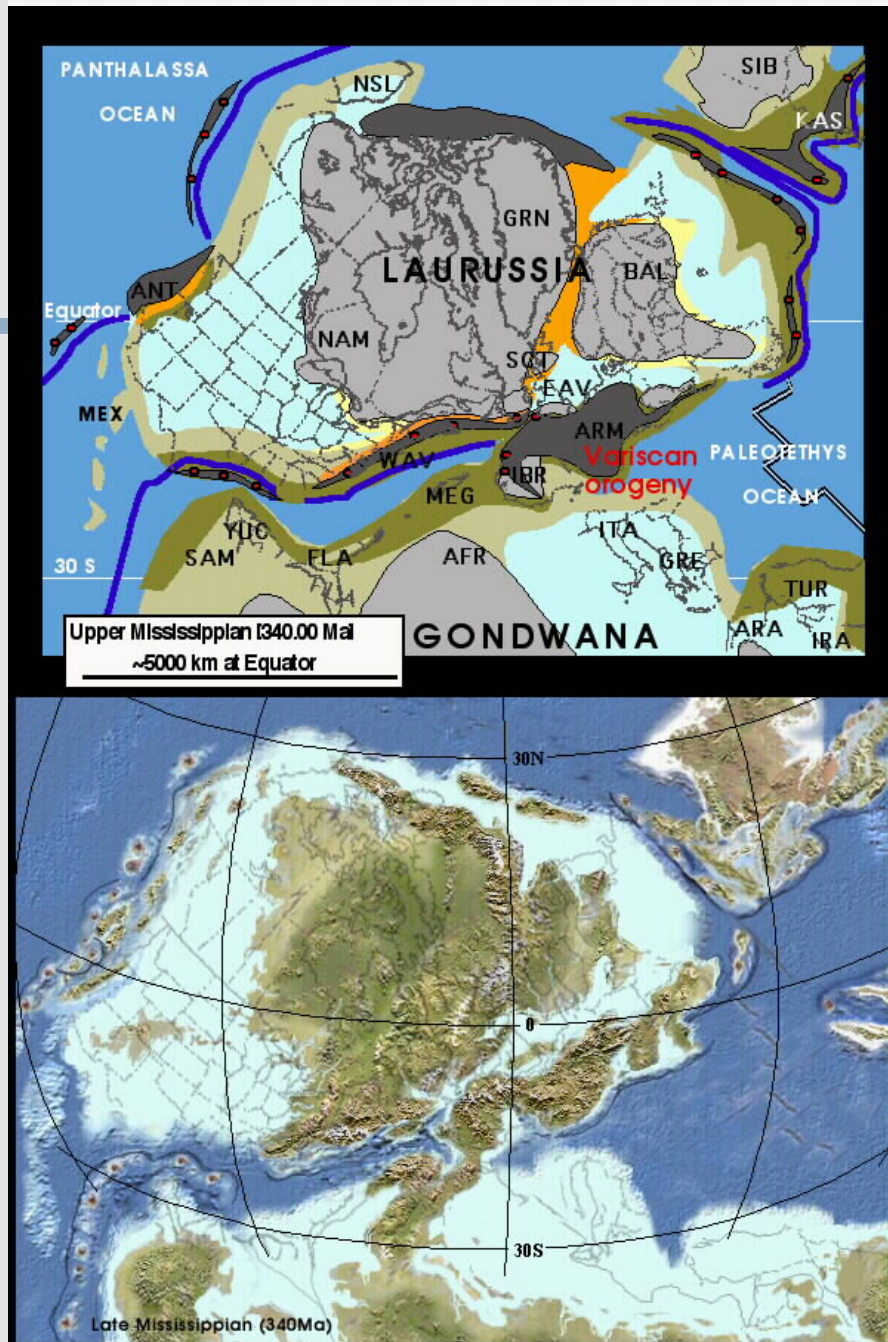 PANTHALASSA
OCEAN
NSL
SIB
KAS
GRN
LAURUSSIA
BAL
ANT
Equator
NAM
SCT
EAV
MEX
ARM
WAV
Variscan
orogeny
IBR
PALEOTETHYS
OCEAN
MEG
YUC
SAM
FLA
AFR
ITA
GRE
30 S
TUR
ARA
IRA
GONDWANA
Upper Mississippian [340.00 Ma]
~5000 km at Equator
30N
0
30S
Late Mississippian (340Ma)